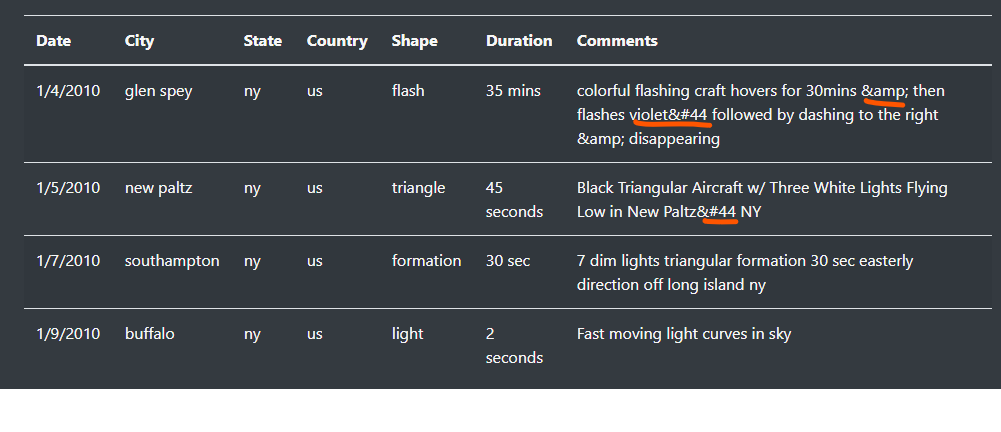 Date City State Country Shape Duration Comments
1/4/2010 glen spey ny us flash 35 mins colorful flashing craft hovers for 30mins &amp; then
flashes violet&#44 followed by dashing to the right
&amp; disappearing
1/5/2010 new paltz ny us triangle 45 Black Triangular Aircraft w/ Three White Lights Flying
seconds Low in New Paltz&#44 NY
1/7/2010 southampton ny us formation 30 sec 7 dim lights triangular formation 30 sec easterly
direction off long island ny
1/9/2010 buffalo ny us light 2 Fast moving light curves in sky
seconds